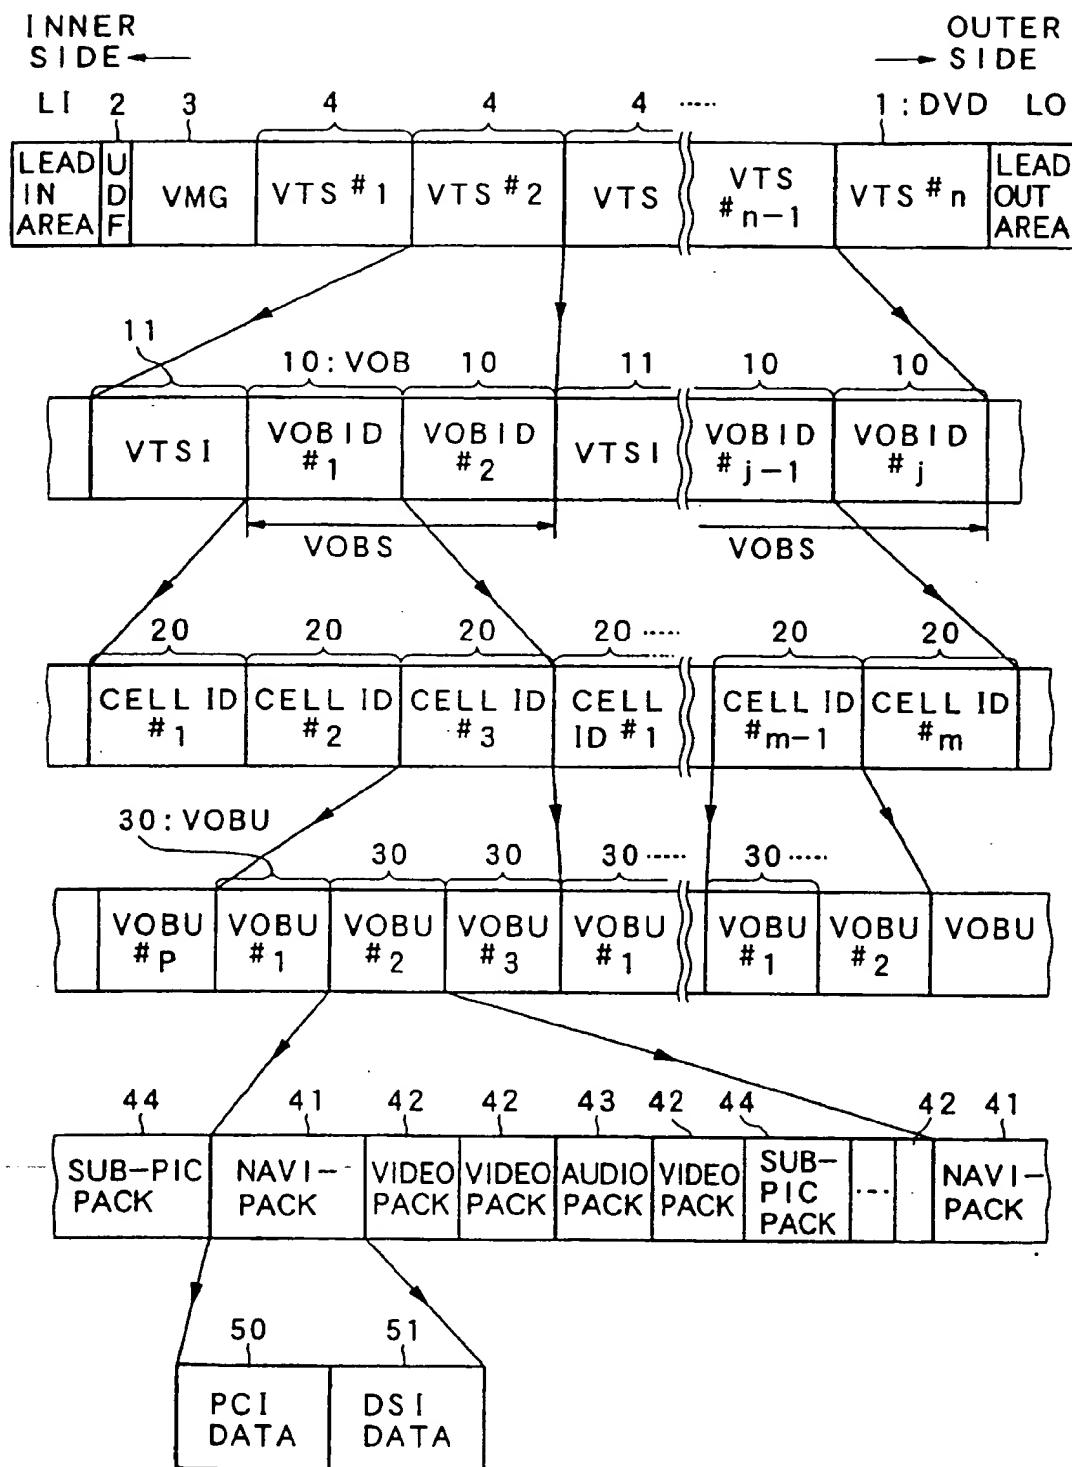 INNER SIDE ←
OUTER → SIDE
LI 2 3 4 4 4 ····· 1:DVD LO
LEAD IN AREA
UDF
VMG
VTS #1
VTS #2
VTS
VTS #n-1
VTS #n
LEAD OUT AREA
11 10:VOB 10 11 10 10
VTSI
VOBID #1
VOBID #2
VTSI
VOBID #j-1
VOBID #j
VOBS
VOBS
20 20 20 20 ····· 20 20
CELL ID #1
CELL ID #2
CELL ID #3
CELL ID #1
CELL ID #m-1
CELL ID #m
30:VOBU 30 30 30 ····· 30 ·····
VOBU #P
VOBU #1
VOBU #2
VOBU #3
VOBU #1
VOBU #1
VOBU #2
VOBU
44 41 42 42 43 42 44 42 41
SUB-PIC PACK
NAVI-PACK
VIDEO PACK
VIDEO PACK
AUDIO PACK
VIDEO PACK
SUB-PIC PACK
····
NAVI-PACK
50 51
PCI DATA
DSI DATA